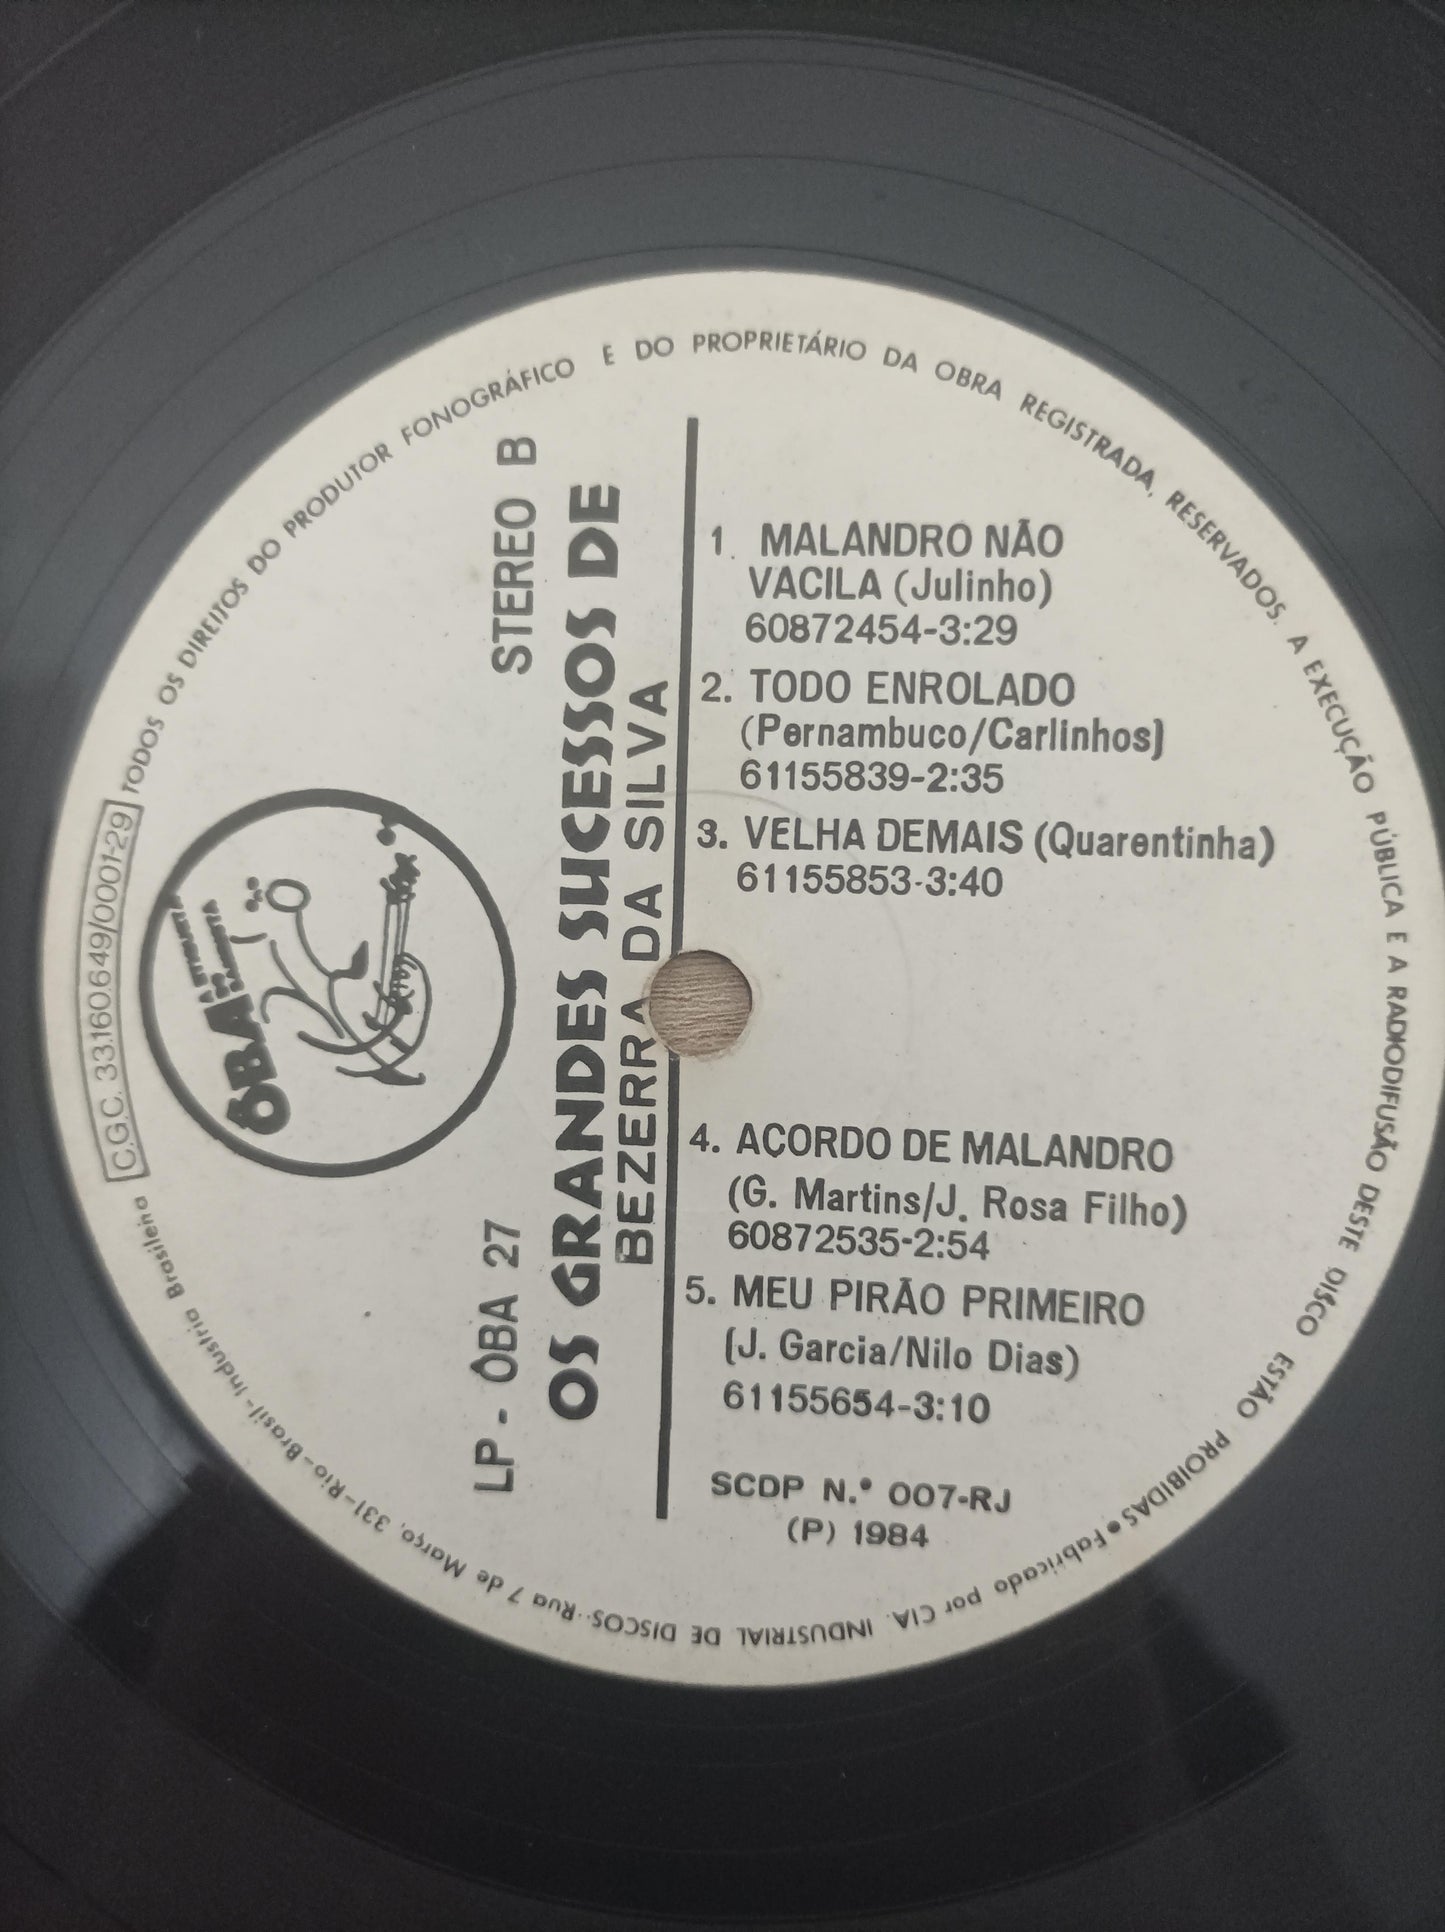 TODOS OS DIREITOS DO PRODUTOR FONOGRÁFICO E DO PROPRIETÁRIO DA OBRA REGISTRADA, RESERVADOS. A EXECUÇÃO PÚBLICA E A RADIODIFUSÃO DESTE DISCO ESTÃO PROIBIDAS • Fabricado por CIA. INDUSTRIAL DE DISCOS - Rua 7 de Março, 331 - Rio - Brasil - Industria Brasileira C.G.C. 33.160.649/0001-29
ÔBA
A ETIQUETA
DO
CAPIROTTA
LP - ÔBA 27
STEREO B
OS GRANDES SUCESSOS DE
BEZERRA DA SILVA
1. MALANDRO NÃO
VACILA (Julinho)
60872454-3:29
2. TODO ENROLADO
(Pernambuco/Carlinhos)
61155839-2:35
3. VELHA DEMAIS (Quarentinha)
61155853-3:40
4. ACORDO DE MALANDRO
(G. Martins/J. Rosa Filho)
60872535-2:54
5. MEU PIRÃO PRIMEIRO
(J. Garcia/Nilo Dias)
61155654-3:10
SCDP N.º 007-RJ
(P) 1984